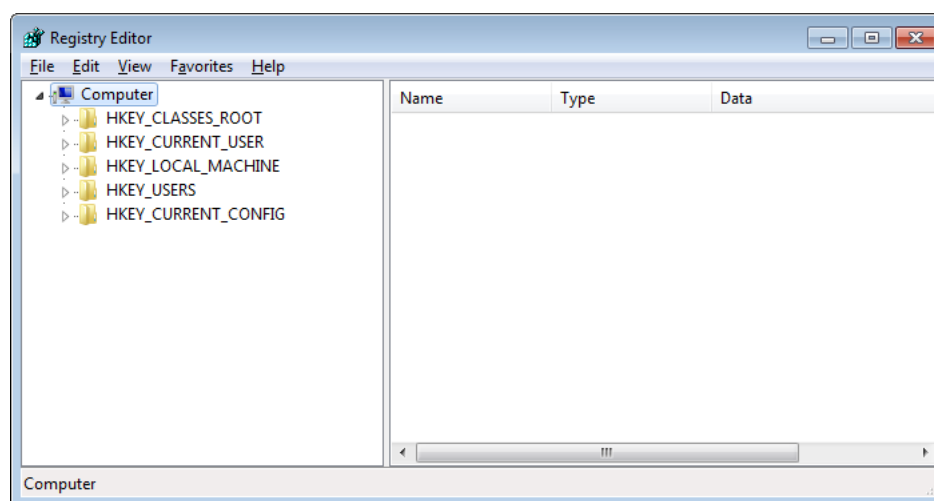 Registry Editor
File Edit View Favorites Help
Computer
HKEY_CLASSES_ROOT
HKEY_CURRENT_USER
HKEY_LOCAL_MACHINE
HKEY_USERS
HKEY_CURRENT_CONFIG
Name Type Data
Computer